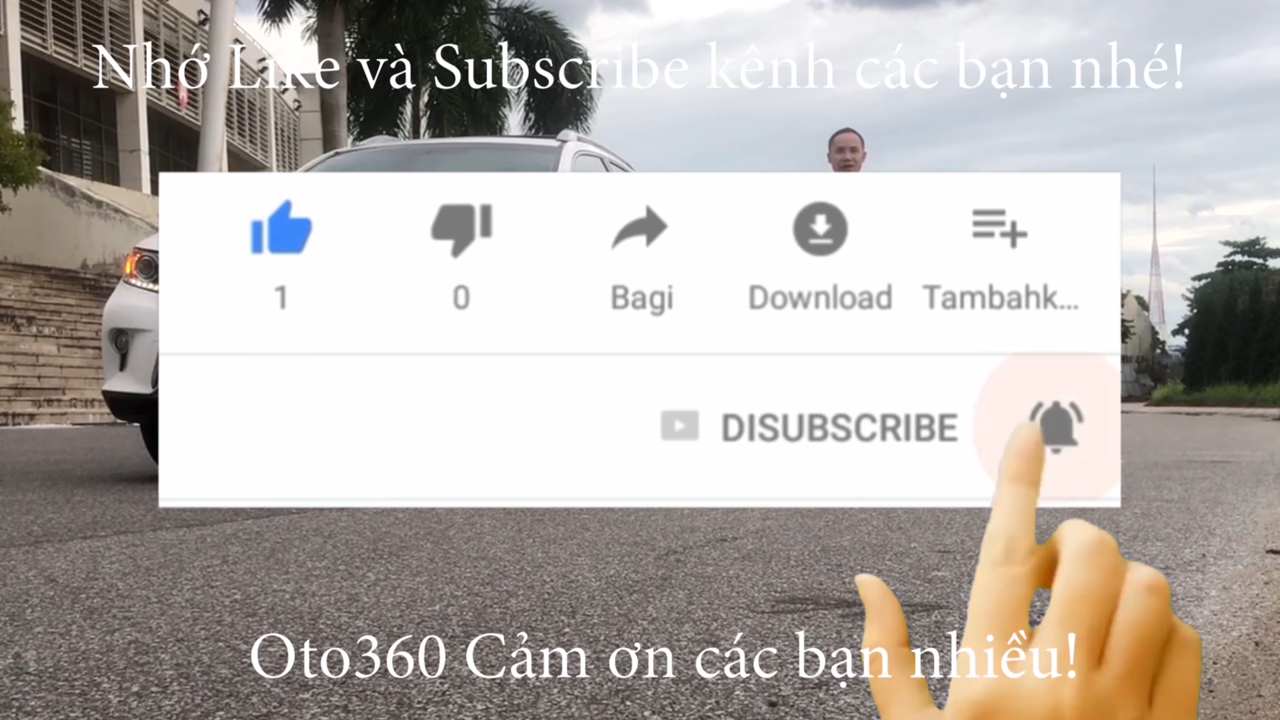 Nhớ Like và Subscribe kênh các bạn nhé!
1 0 Bagi Download Tambahk...
DISUBSCRIBE
Oto360 Cảm ơn các bạn nhiều!